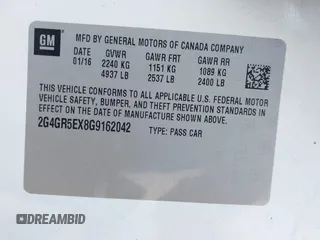 GM
MFD BY GENERAL MOTORS OF CANADA COMPANY
01/16 GVWR GAWR FRT GAWR RR
2240 KG 1151 KG 1089 KG
4937 LB 2537 LB 2400 LB
THIS VEHICLE CONFORMS TO ALL APPLICABLE U.S. FEDERAL MOTOR
VEHICLE SAFETY, BUMPER, AND THEFT PREVENTION STANDARDS IN
EFFECT ON THE DATE OF MANUFACTURE SHOWN ABOVE.
2G4GR5EX8G9162042 TYPE: PASS CAR
DREAMBID